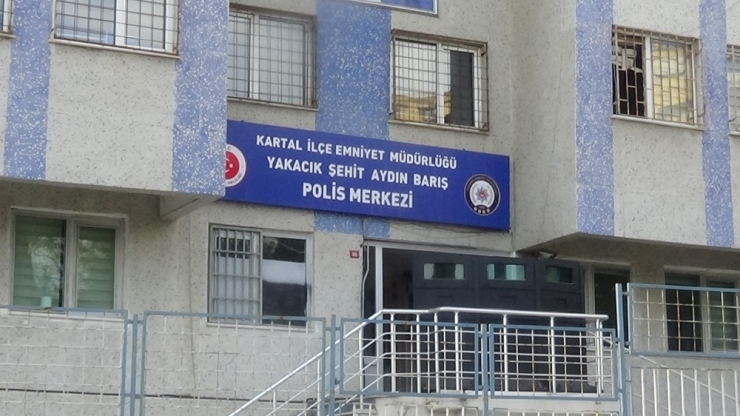 KARTAL İLÇE EMNİYET MÜDÜRLÜĞÜ
YAKACIK ŞEHİT AYDIN BARIŞ
POLİS MERKEZİ